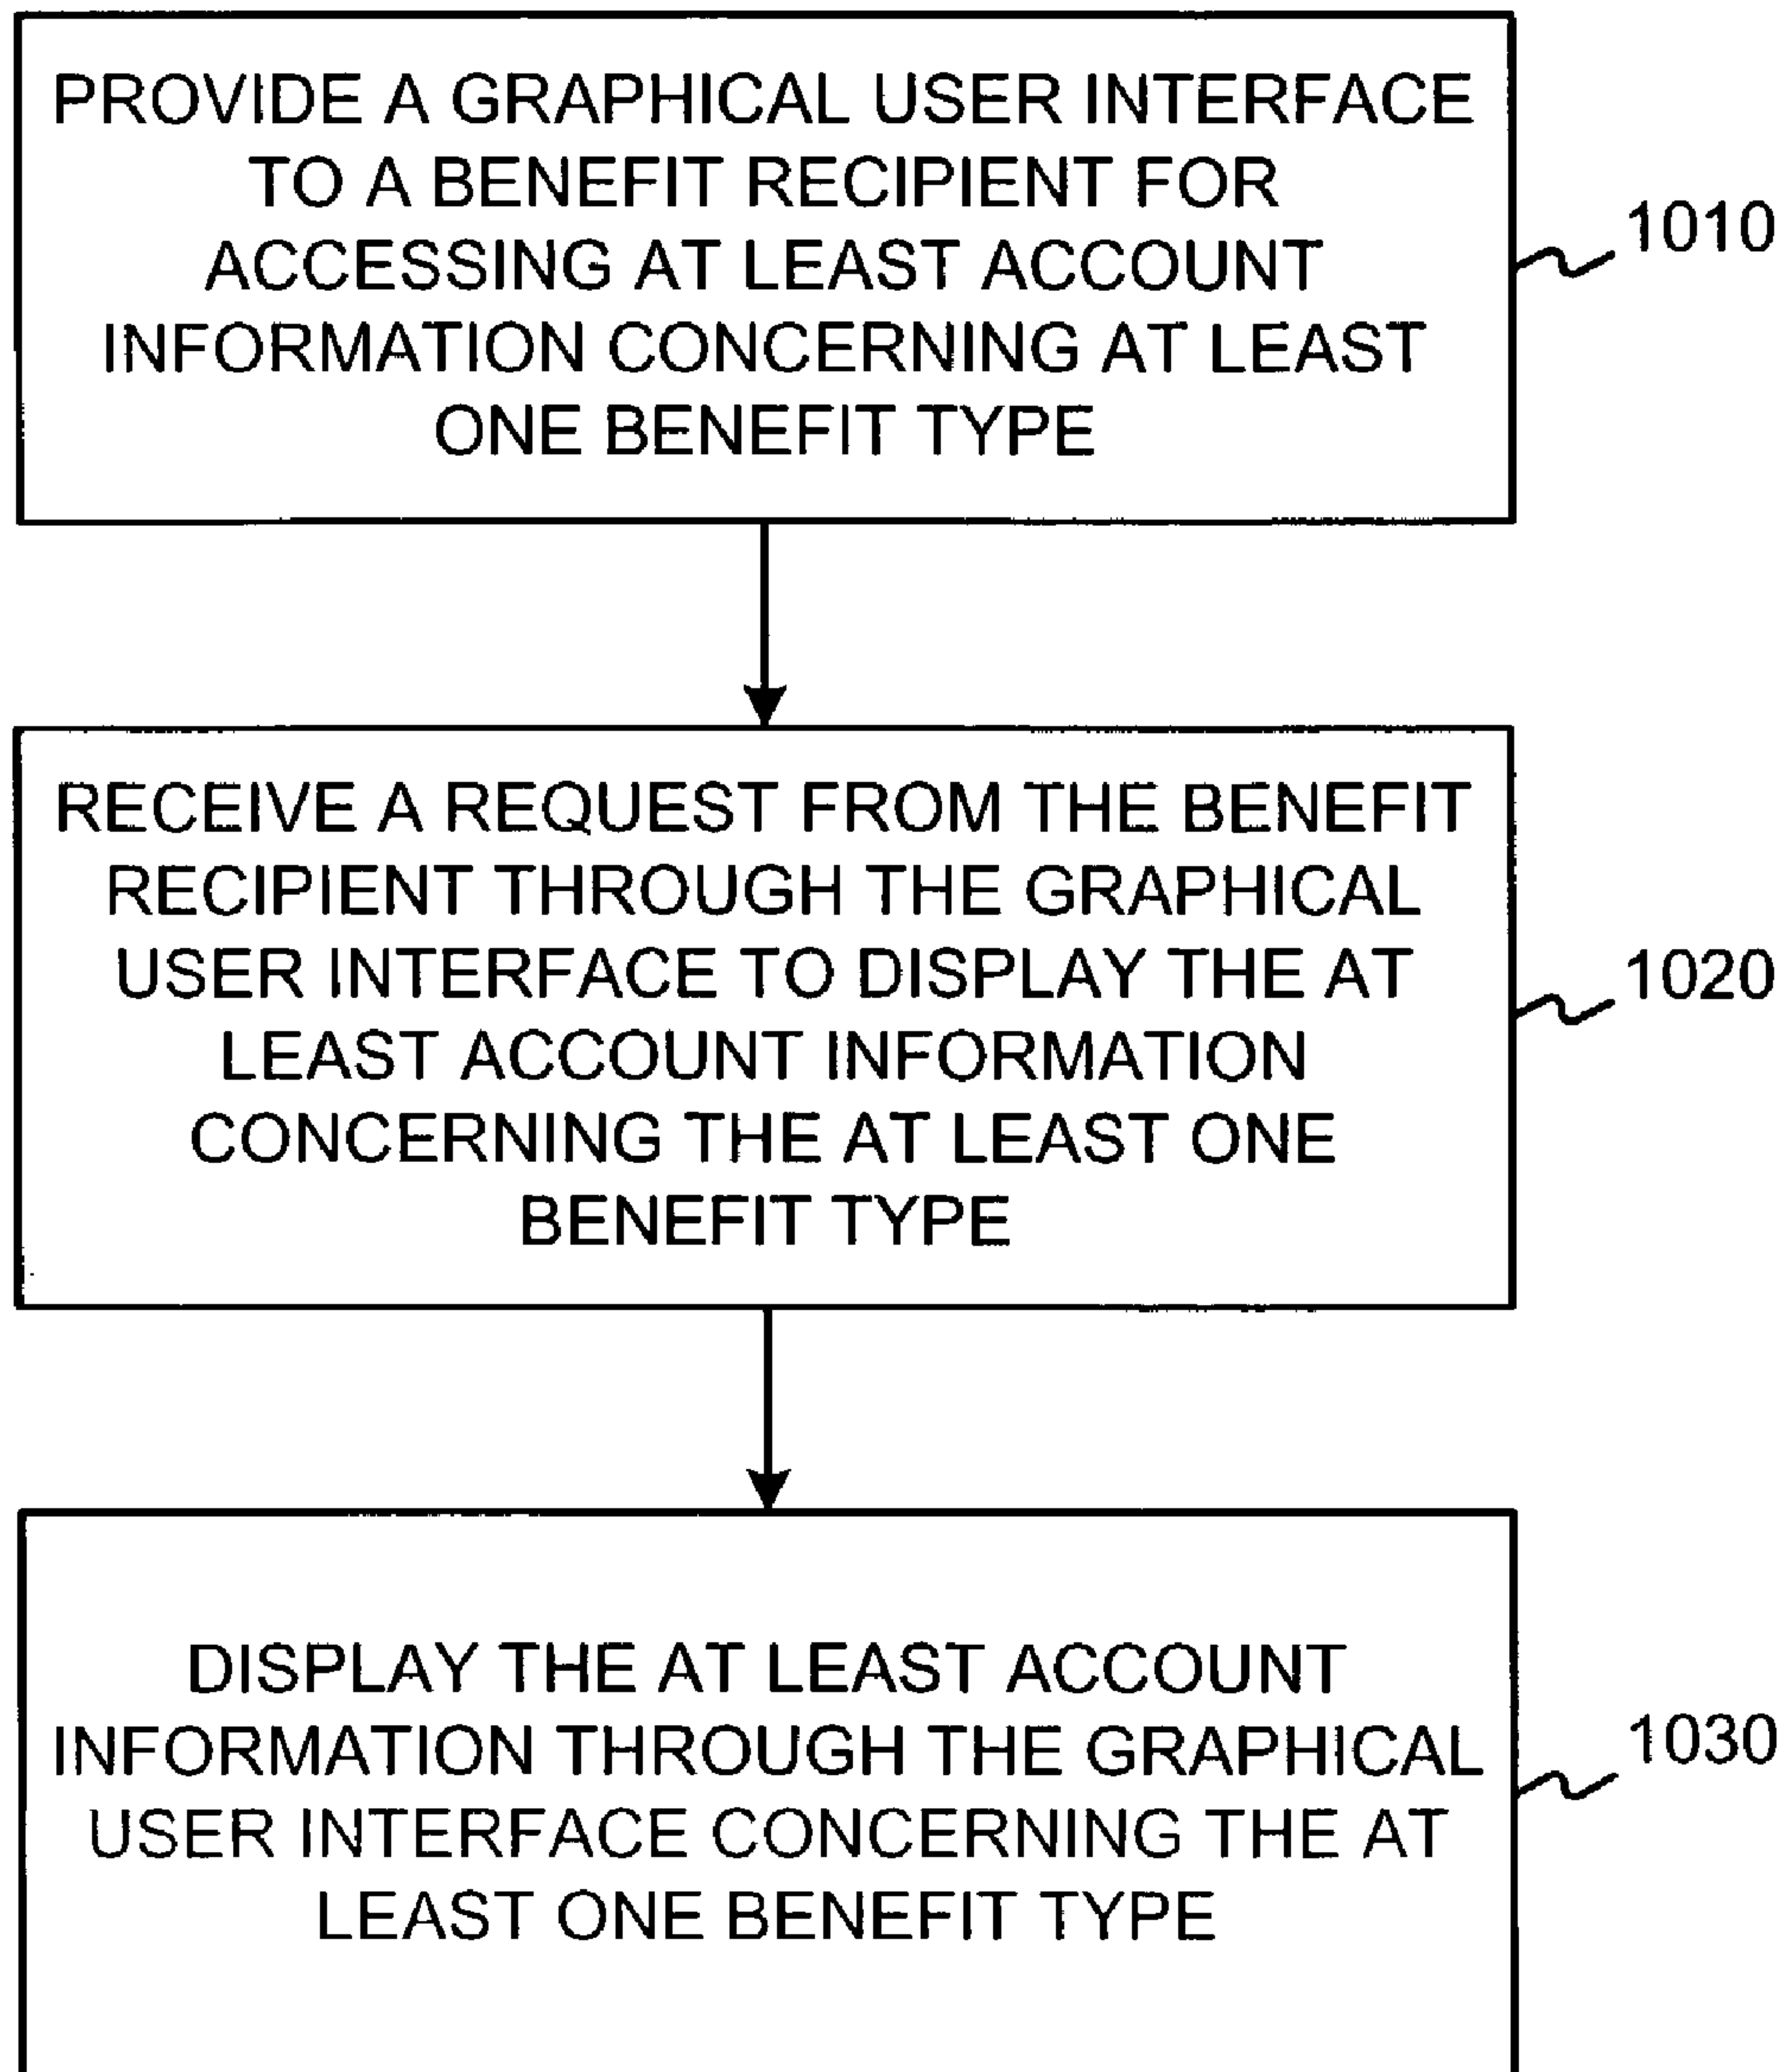 PROVIDE A GRAPHICAL USER INTERFACE
TO A BENEFIT RECIPIENT FOR
ACCESSING AT LEAST ACCOUNT
INFORMATION CONCERNING AT LEAST
ONE BENEFIT TYPE
1010
RECEIVE A REQUEST FROM THE BENEFIT
RECIPIENT THROUGH THE GRAPHICAL
USER INTERFACE TO DISPLAY THE AT
LEAST ACCOUNT INFORMATION
CONCERNING THE AT LEAST ONE
BENEFIT TYPE
1020
DISPLAY THE AT LEAST ACCOUNT
INFORMATION THROUGH THE GRAPHICAL
USER INTERFACE CONCERNING THE AT
LEAST ONE BENEFIT TYPE
1030